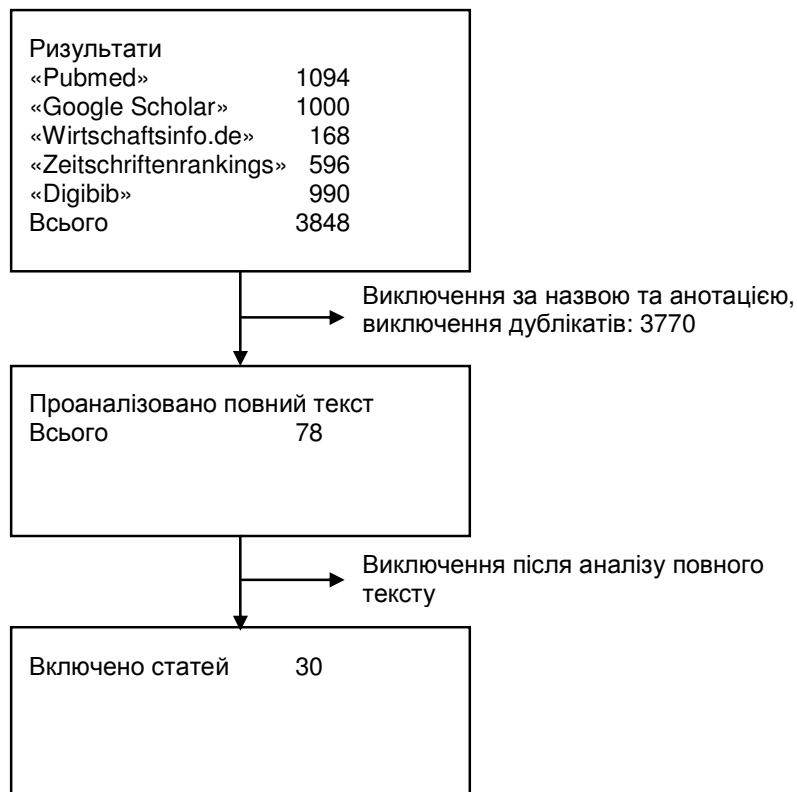 Ризультати
«Pubmed» 1094
«Google Scholar» 1000
«Wirtschaftsinfo.de» 168
«Zeitschriftenrankings» 596
«Digibib» 990
Всього 3848
Виключення за назвою та анотацією,
виключення дублікатів: 3770
Проаналізовано повний текст
Всього 78
Виключення після аналізу повного
тексту
Включено статей 30